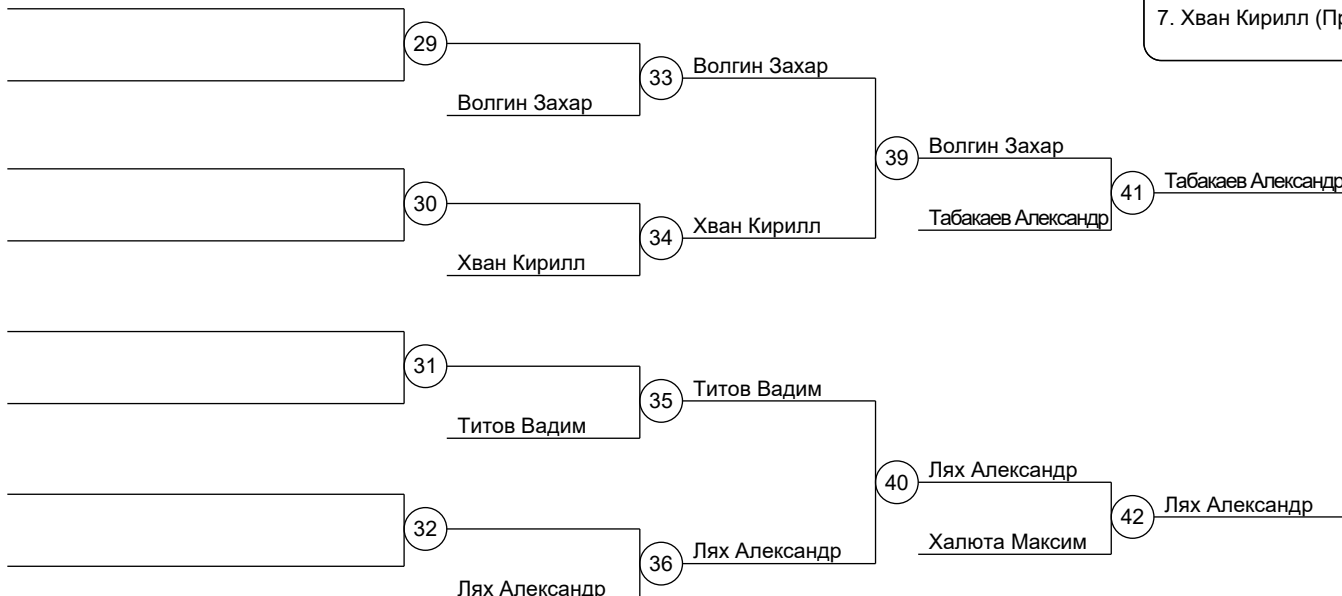 7. Хван Кирилл
29
Волгин Захар
33
Волгин Захар
39
Волгин Захар
Табакаев Александр
41
Табакаев Александр
30
Хван Кирилл
34
Хван Кирилл
31
Титов Вадим
35
Титов Вадим
40
Лях Александр
Халюта Максим
42
Лях Александр
32
Лях Александр
36
Лях Александр